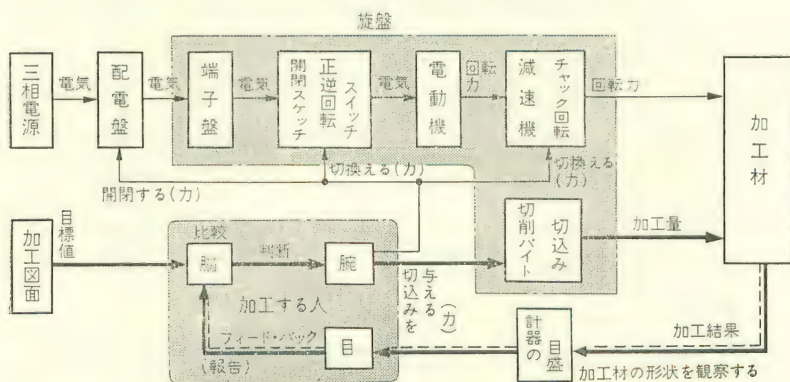 旋盤
三相電源
電気
配電盤
電気
端子盤
電気
開閉スケッチ
正逆回転
スイッチ
電気
電動機
回転力
減速機
チャック回転
回転力
加工材
開閉する(力)
切換える(力)
切換える(力)
加工図面
目標値
比較
脳
判断
腕
加工する人
フィード・バック
(報告)
目
切込みを
与える
(力)
切削バイト
切込み
加工量
計器の
目盛
加工結果
加工材の形状を観察する